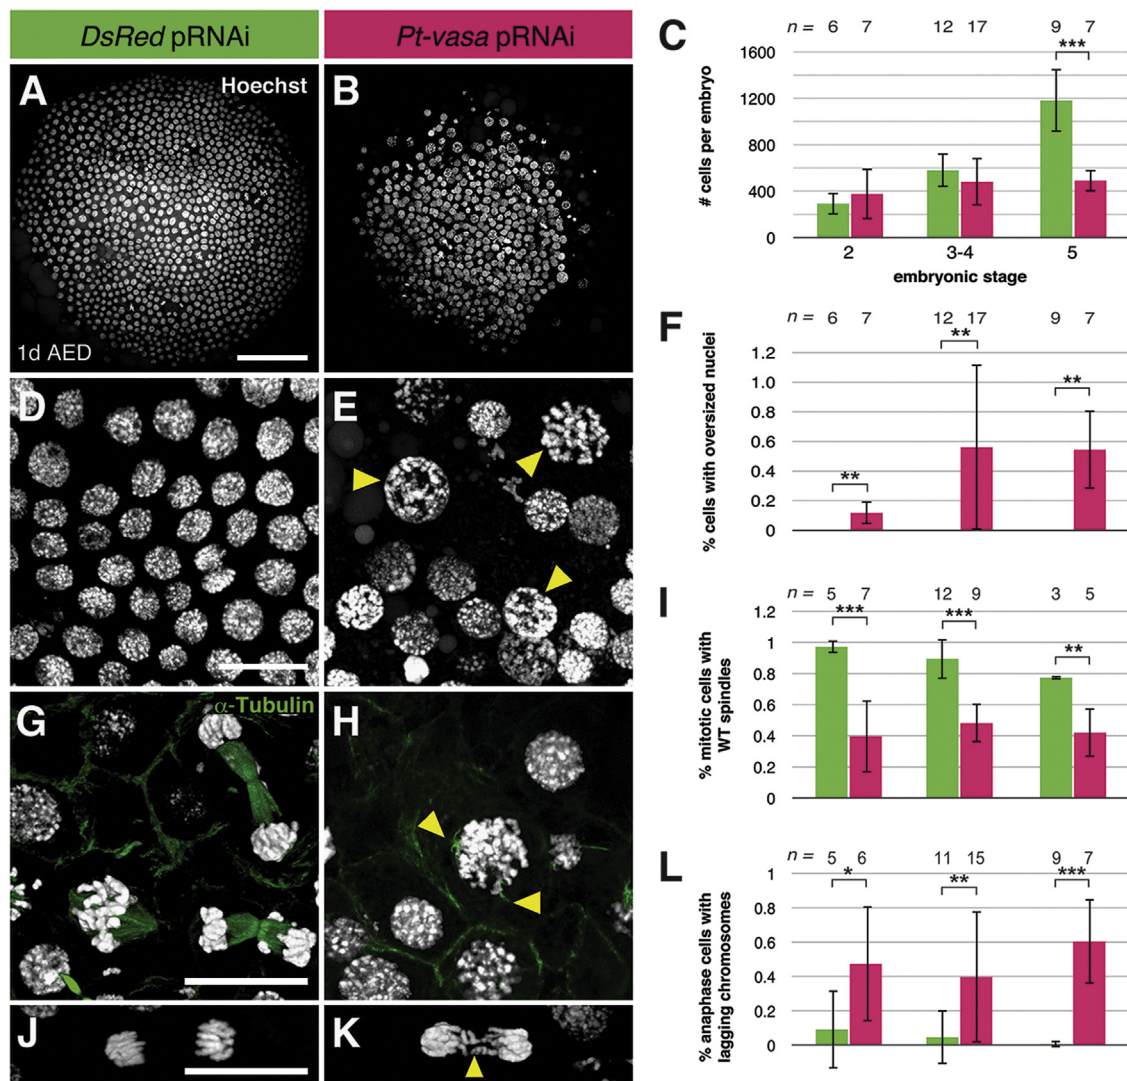 DsRed pRNAi
Pt-vasa pRNAi
A
Hoechst
1d AED
B
C
n = 6 7 12 17 9 7
***
# cells per embryo
1600
1200
800
400
0
2 3-4 5
embryonic stage
D
E
F
n = 6 7 12 17 9 7
** ** **
% cells with oversized nuclei
1.2
1.0
0.8
0.6
0.4
0.2
0
G
α-Tubulin
H
I
n = 5 7 12 9 3 5
*** *** **
% mitotic cells with
WT spindles
1.2
1
0.8
0.6
0.4
0.2
0
J
K
L
n = 5 6 11 15 9 7
* ** ***
% anaphase cells with
lagging chromosomes
1
0.8
0.6
0.4
0.2
0